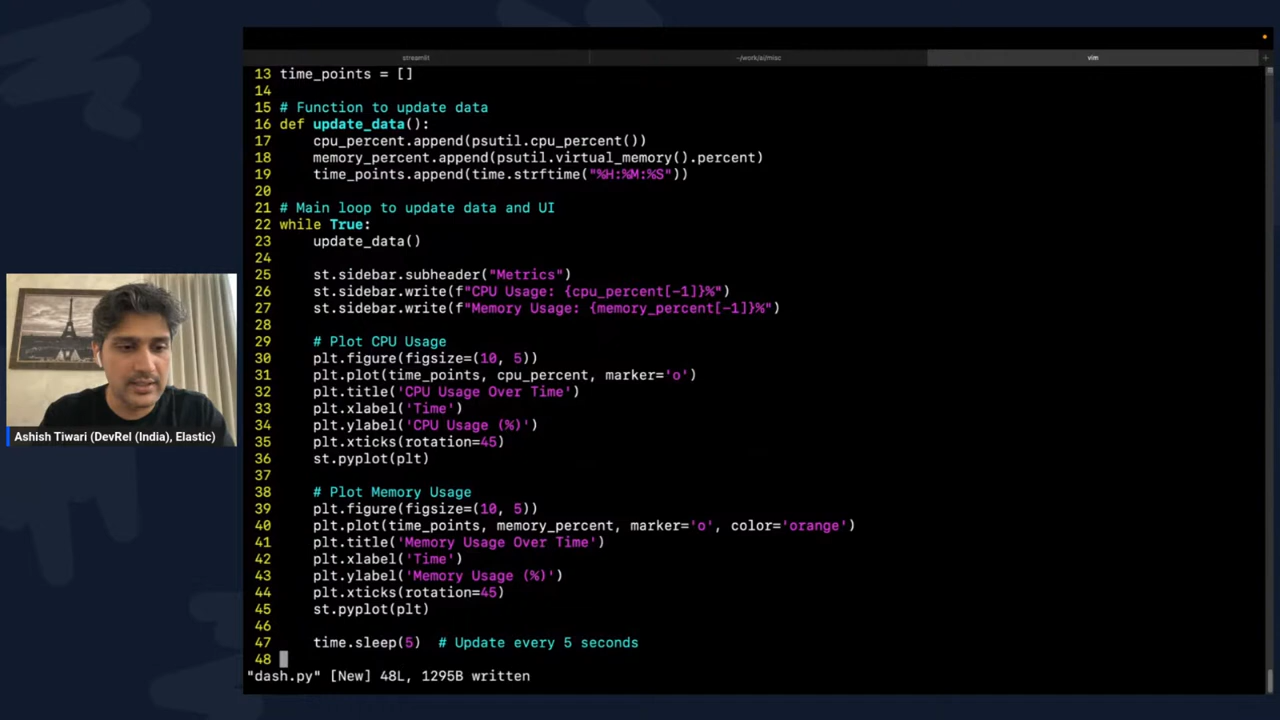 streamlit
~/work/ai/misc
vim
13 time_points = []
14
15 # Function to update data
16 def update_data():
17     cpu_percent.append(psutil.cpu_percent())
18     memory_percent.append(psutil.virtual_memory().percent)
19     time_points.append(time.strftime("%H:%M:%S"))
20
21 # Main loop to update data and UI
22 while True:
23     update_data()
24
25     st.sidebar.subheader("Metrics")
26     st.sidebar.write(f"CPU Usage: {cpu_percent[-1]}%")
27     st.sidebar.write(f"Memory Usage: {memory_percent[-1]}%")
28
29     # Plot CPU Usage
30     plt.figure(figsize=(10, 5))
31     plt.plot(time_points, cpu_percent, marker='o')
32     plt.title('CPU Usage Over Time')
33     plt.xlabel('Time')
34     plt.ylabel('CPU Usage (%)')
35     plt.xticks(rotation=45)
36     st.pyplot(plt)
37
38     # Plot Memory Usage
39     plt.figure(figsize=(10, 5))
40     plt.plot(time_points, memory_percent, marker='o', color='orange')
41     plt.title('Memory Usage Over Time')
42     plt.xlabel('Time')
43     plt.ylabel('Memory Usage (%)')
44     plt.xticks(rotation=45)
45     st.pyplot(plt)
46
47     time.sleep(5)  # Update every 5 seconds
48
"dash.py" [New] 48L, 1295B written
Ashish Tiwari (DevRel (India), Elastic)